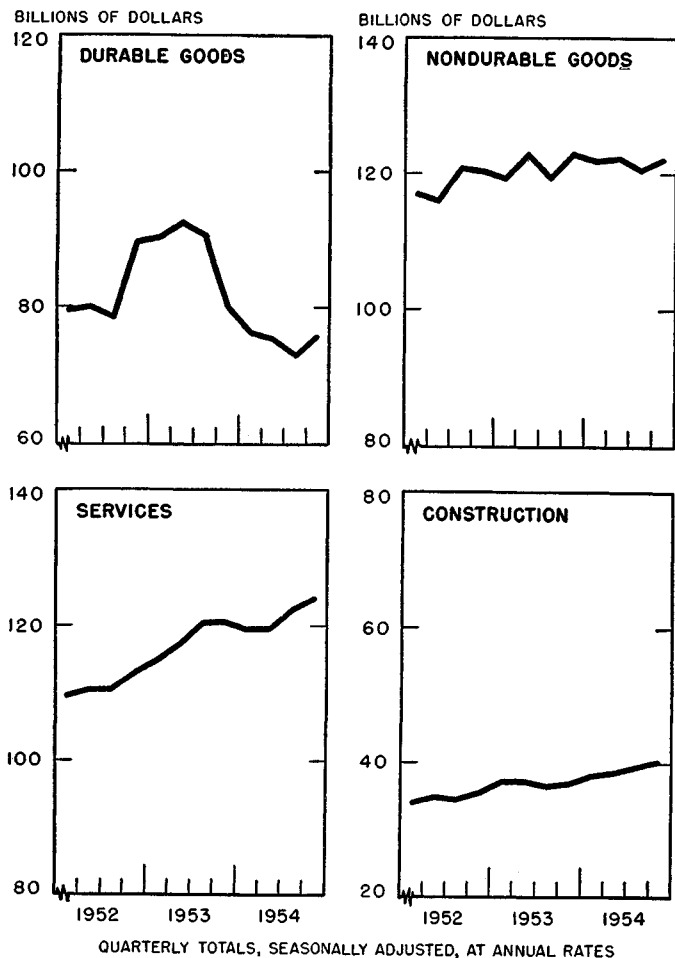 BILLIONS OF DOLLARS
BILLIONS OF DOLLARS
120
DURABLE GOODS
100
80
60
140
NONDURABLE GOODS
120
100
80
140
SERVICES
120
100
80
1952 1953 1954
80
CONSTRUCTION
60
40
20
1952 1953 1954
QUARTERLY TOTALS, SEASONALLY ADJUSTED, AT ANNUAL RATES